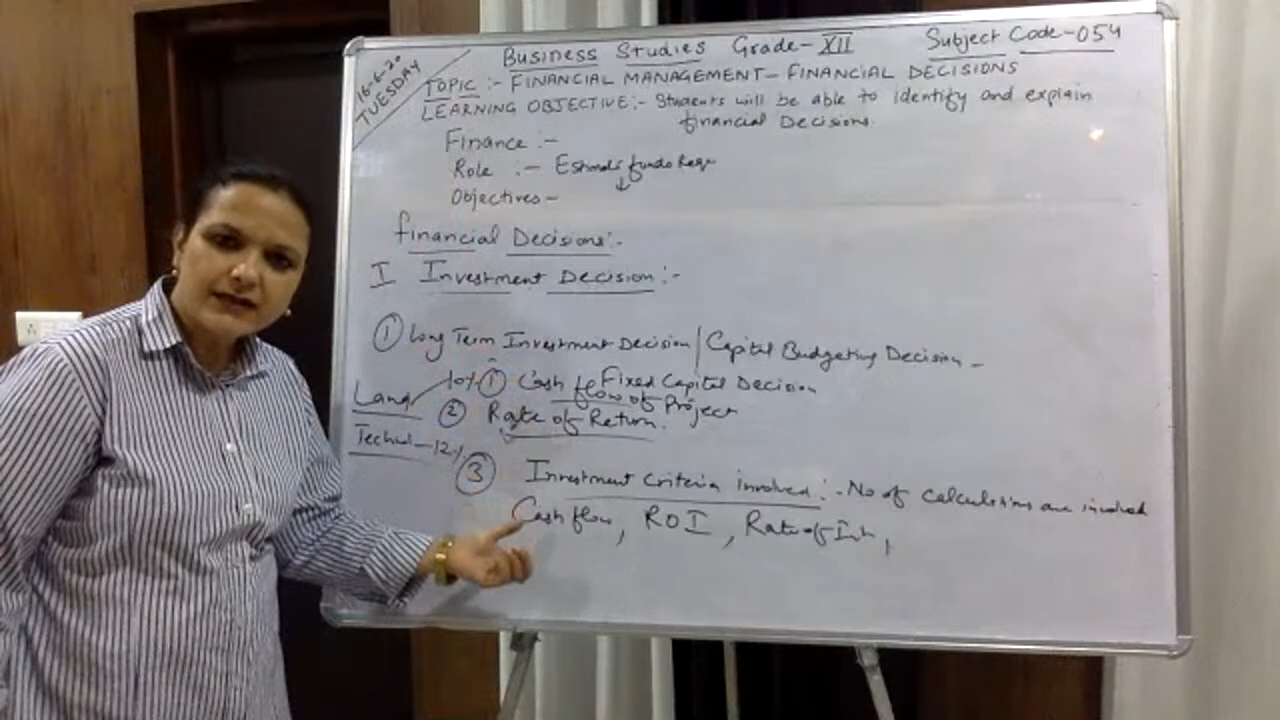 16-6-20
TUESDAY
Business Studies Grade- XII Subject Code-054
TOPIC :- FINANCIAL MANAGEMENT- FINANCIAL DECISIONS
LEARNING OBJECTIVE:- Students will be able to identify and explain
financial Decisions.
Finance :-
Role :- funds
Objectives -
financial Decisions:-
I Investment Decision:-
① Long Term Investment Decision/Capital Budgeting Decision -
Fixed Capital Decision
Land 10% ① Cash flow of Project
② Rate of Return.
12%
③ Investment Criteria involved:- No of calculations are involved
Cash flow, ROI, Rate of Int,